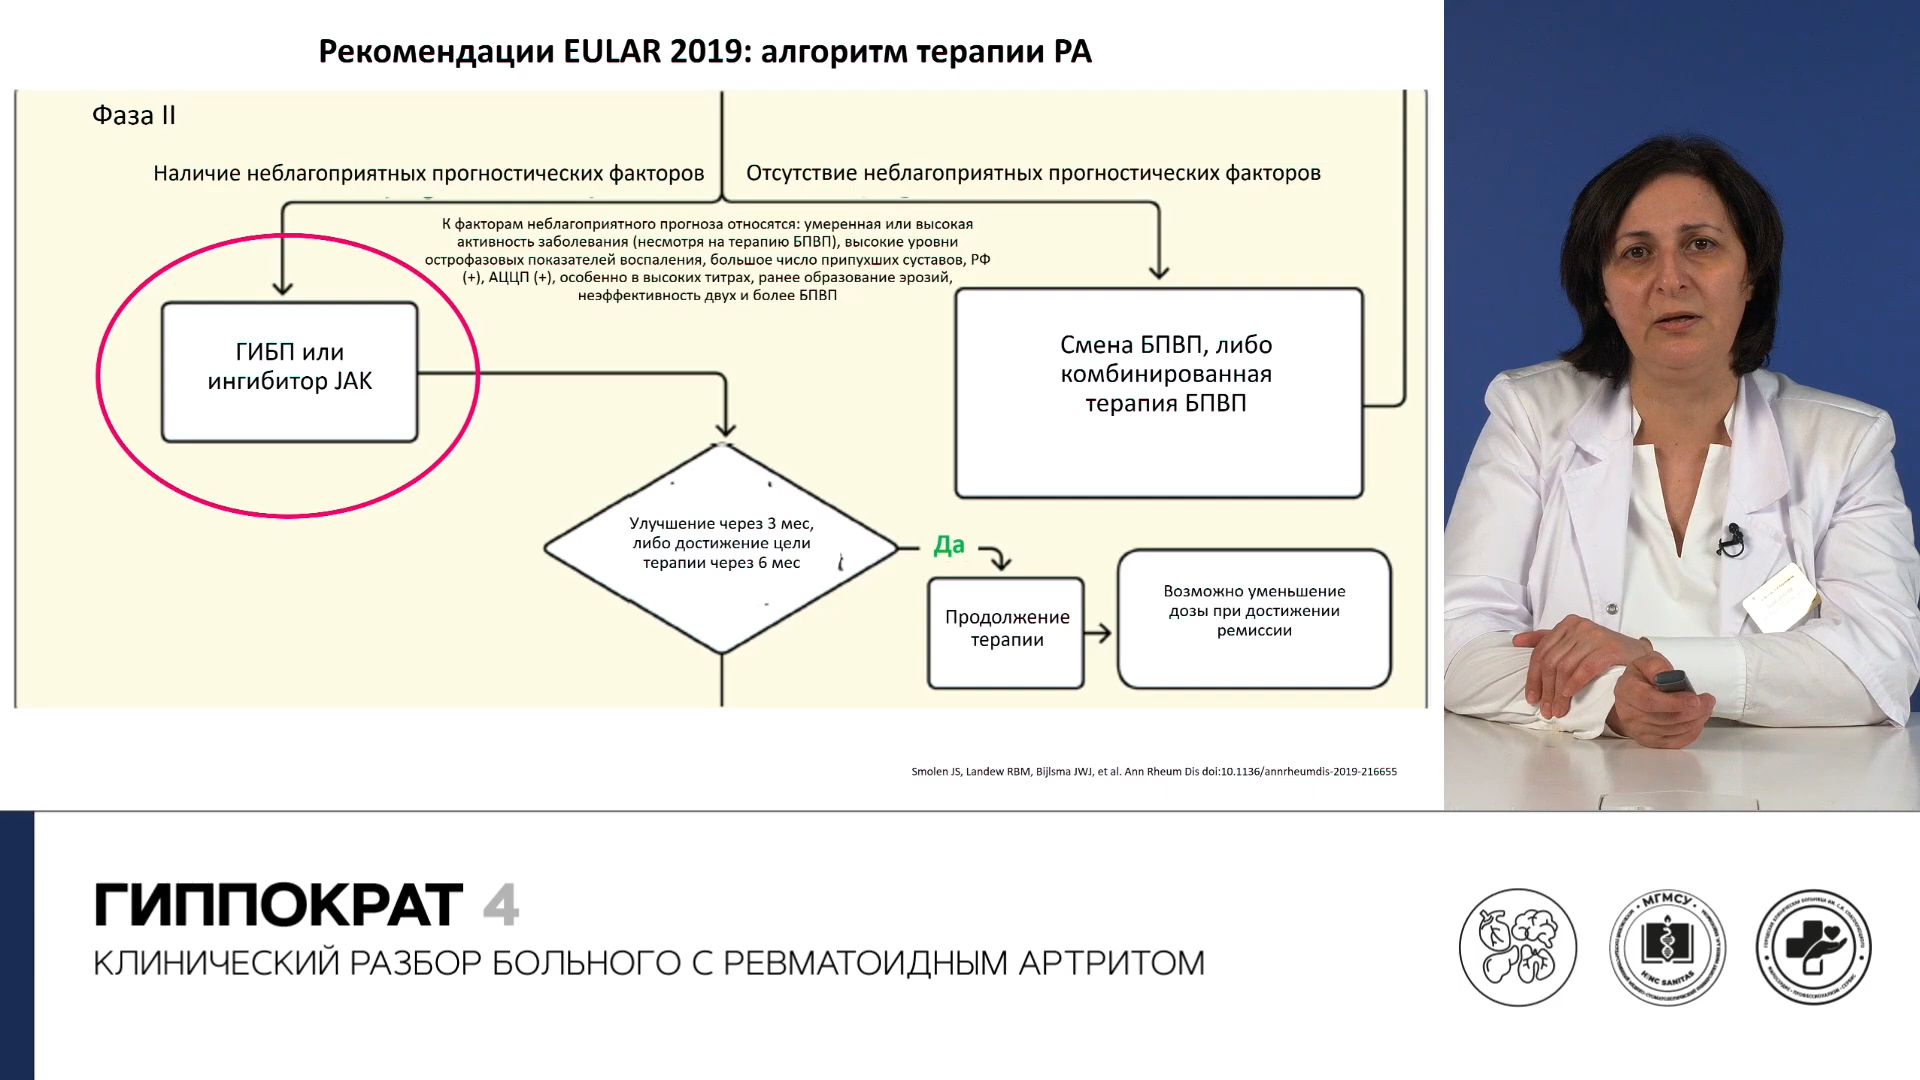 Рекомендации EULAR 2019: алгоритм терапии РА
Фаза II
Наличие неблагоприятных прогностических факторов
Отсутствие неблагоприятных прогностических факторов
К факторам неблагоприятного прогноза относятся: умеренная или высокая
активность заболевания (несмотря на терапию БПВП), высокие уровни
острофазовых показателей воспаления, большое число припухших суставов, РФ
(+), АЦЦП (+), особенно в высоких титрах, ранее образование эрозий,
неэффективность двух и более БПВП
ГИБП или
ингибитор JAK
Смена БПВП, либо
комбинированная
терапия БПВП
Улучшение через 3 мес,
либо достижение цели
терапии через 6 мес
Да
Продолжение
терапии
Возможно уменьшение
дозы при достижении
ремиссии
Smolen JS, Landew RBM, Bijlsma JWJ, et al. Ann Rheum Dis doi:10.1136/annrheumdis-2019-216655
ГИППОКРАТ 4
КЛИНИЧЕСКИЙ РАЗБОР БОЛЬНОГО С РЕВМАТОИДНЫМ АРТРИТОМ
МГМСУ
SANITAS